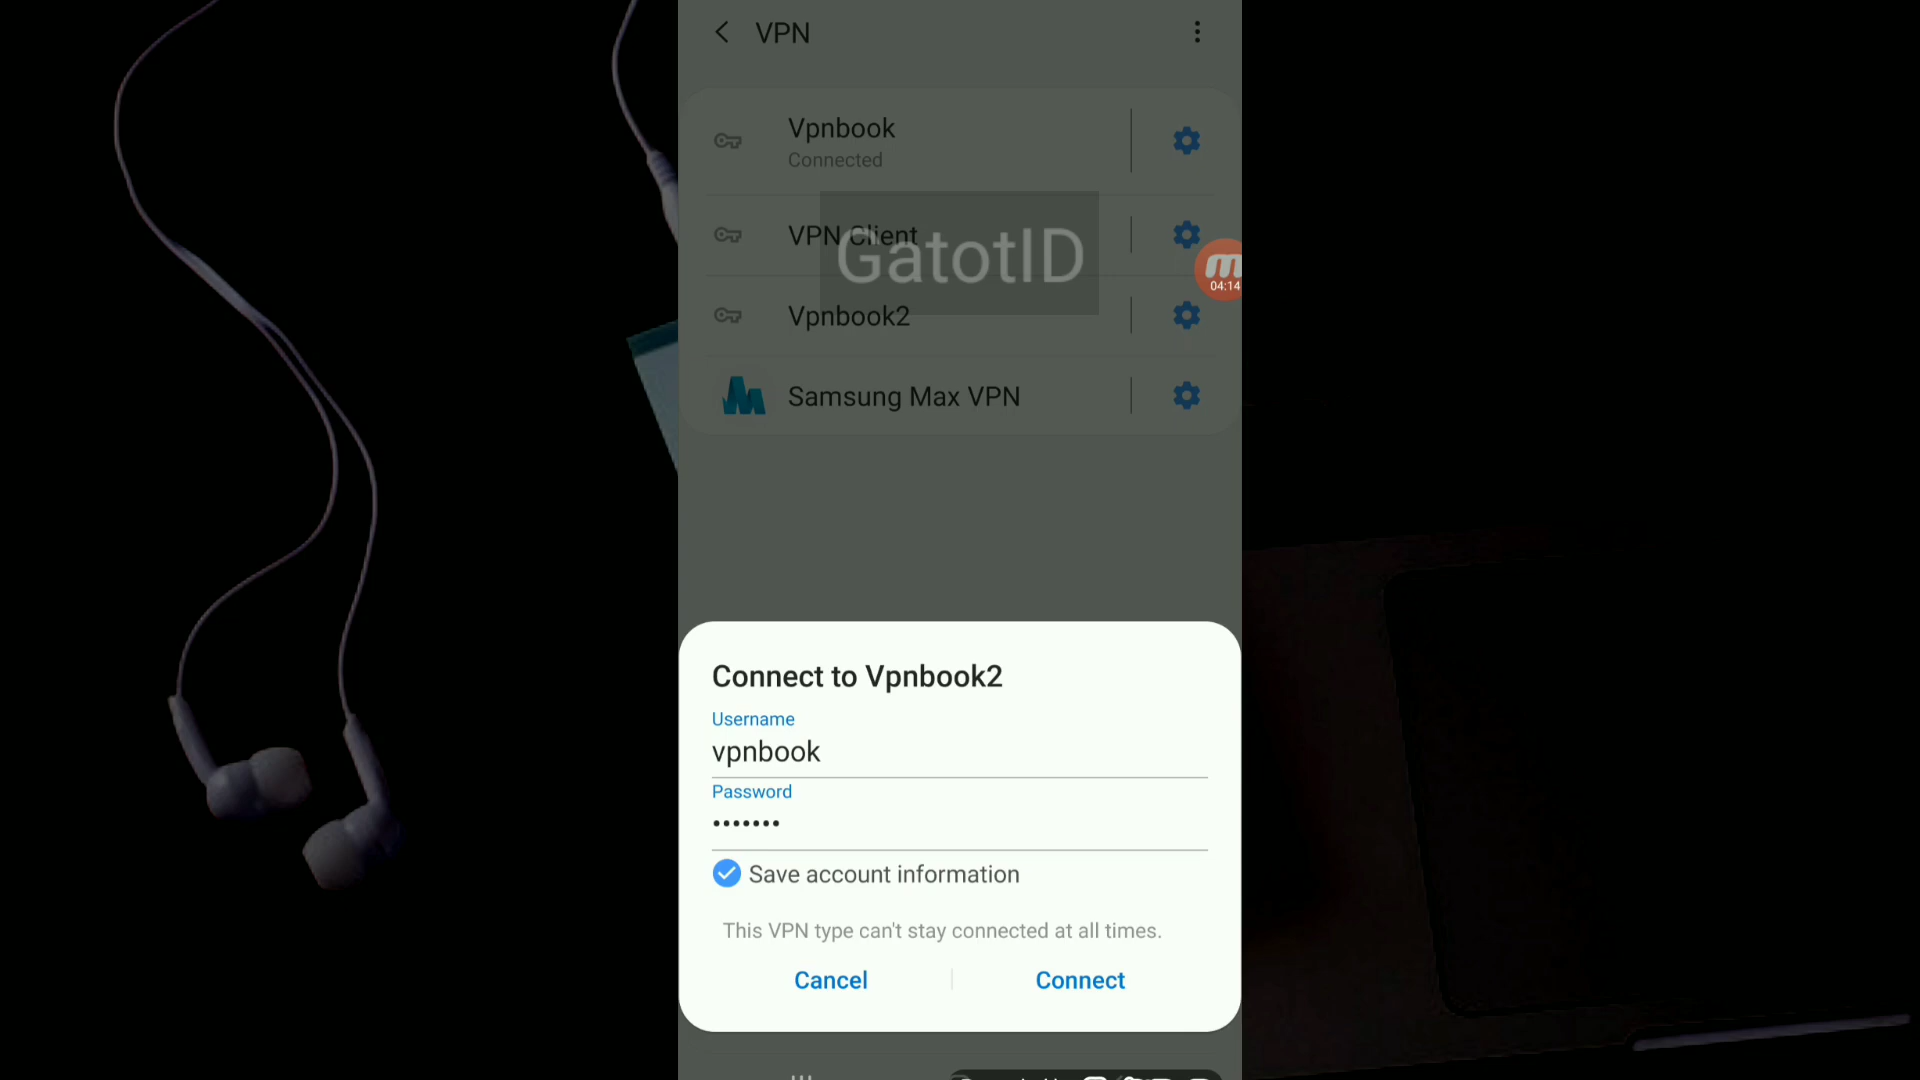 VPN
Vpnbook
Connected
VPN Client
GatotID
04:14
Vpnbook2
Samsung Max VPN
Connect to Vpnbook2
Username
vpnbook
Password
•••••••
Save account information
This VPN type can't stay connected at all times.
Cancel
Connect